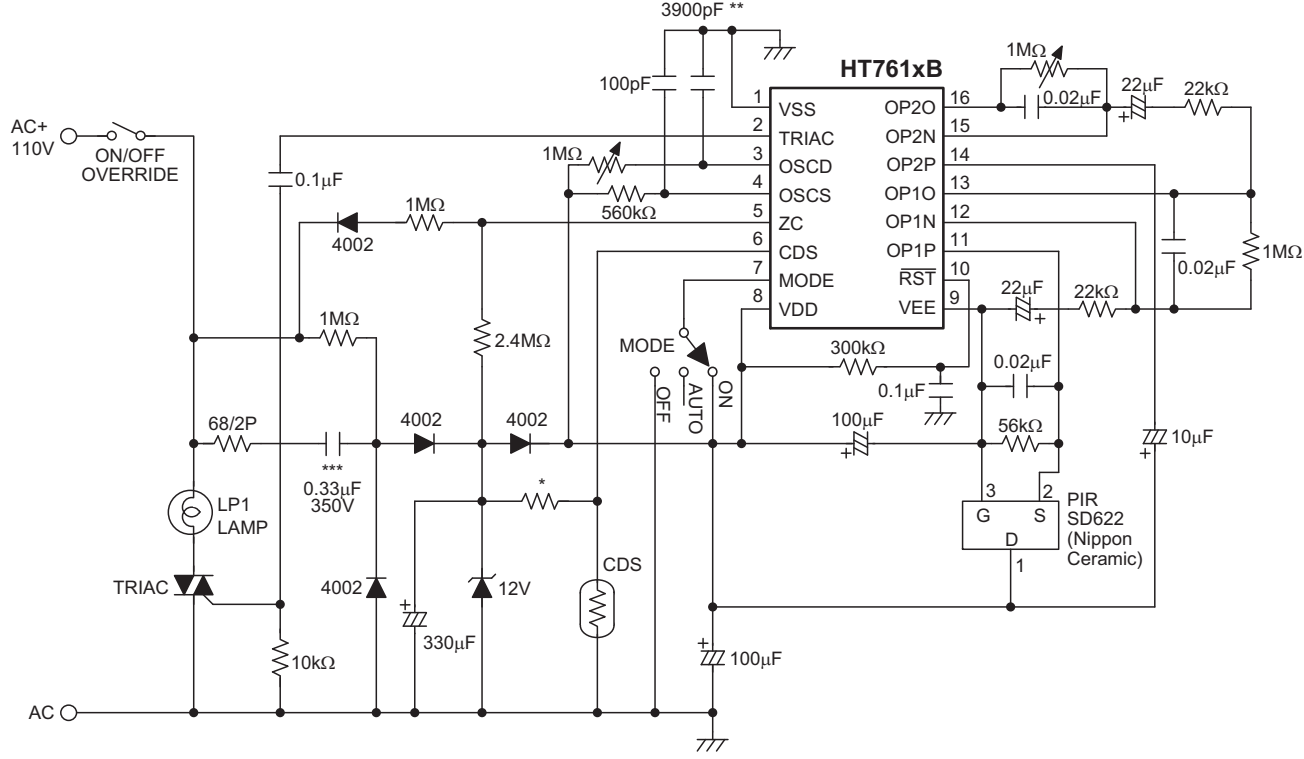 3900pF **
HT761xB
1MΩ
100pF
0.02μF
22μF
+
22kΩ
AC+
110V
ON/OFF
OVERRIDE
1 VSS OP2O 16
2 TRIAC OP2N 15
3 OSCD OP2P 14
4 OSCS OP1O 13
5 ZC OP1N 12
6 CDS OP1P 11
7 MODE RST 10
8 VDD VEE 9
0.1μF
1MΩ
560kΩ
1MΩ
4002
0.02μF
1MΩ
22μF
+
22kΩ
1MΩ
2.4MΩ
MODE
OFF
AUTO
ON
300kΩ
0.1μF
0.02μF
68/2P
4002
4002
100μF
+
56kΩ
10μF
+
***
0.33μF
350V
*
LP1
LAMP
3
2
G
S
D
1
PIR
SD622
(Nippon
Ceramic)
TRIAC
4002
+
330μF
12V
CDS
10kΩ
+
100μF
AC